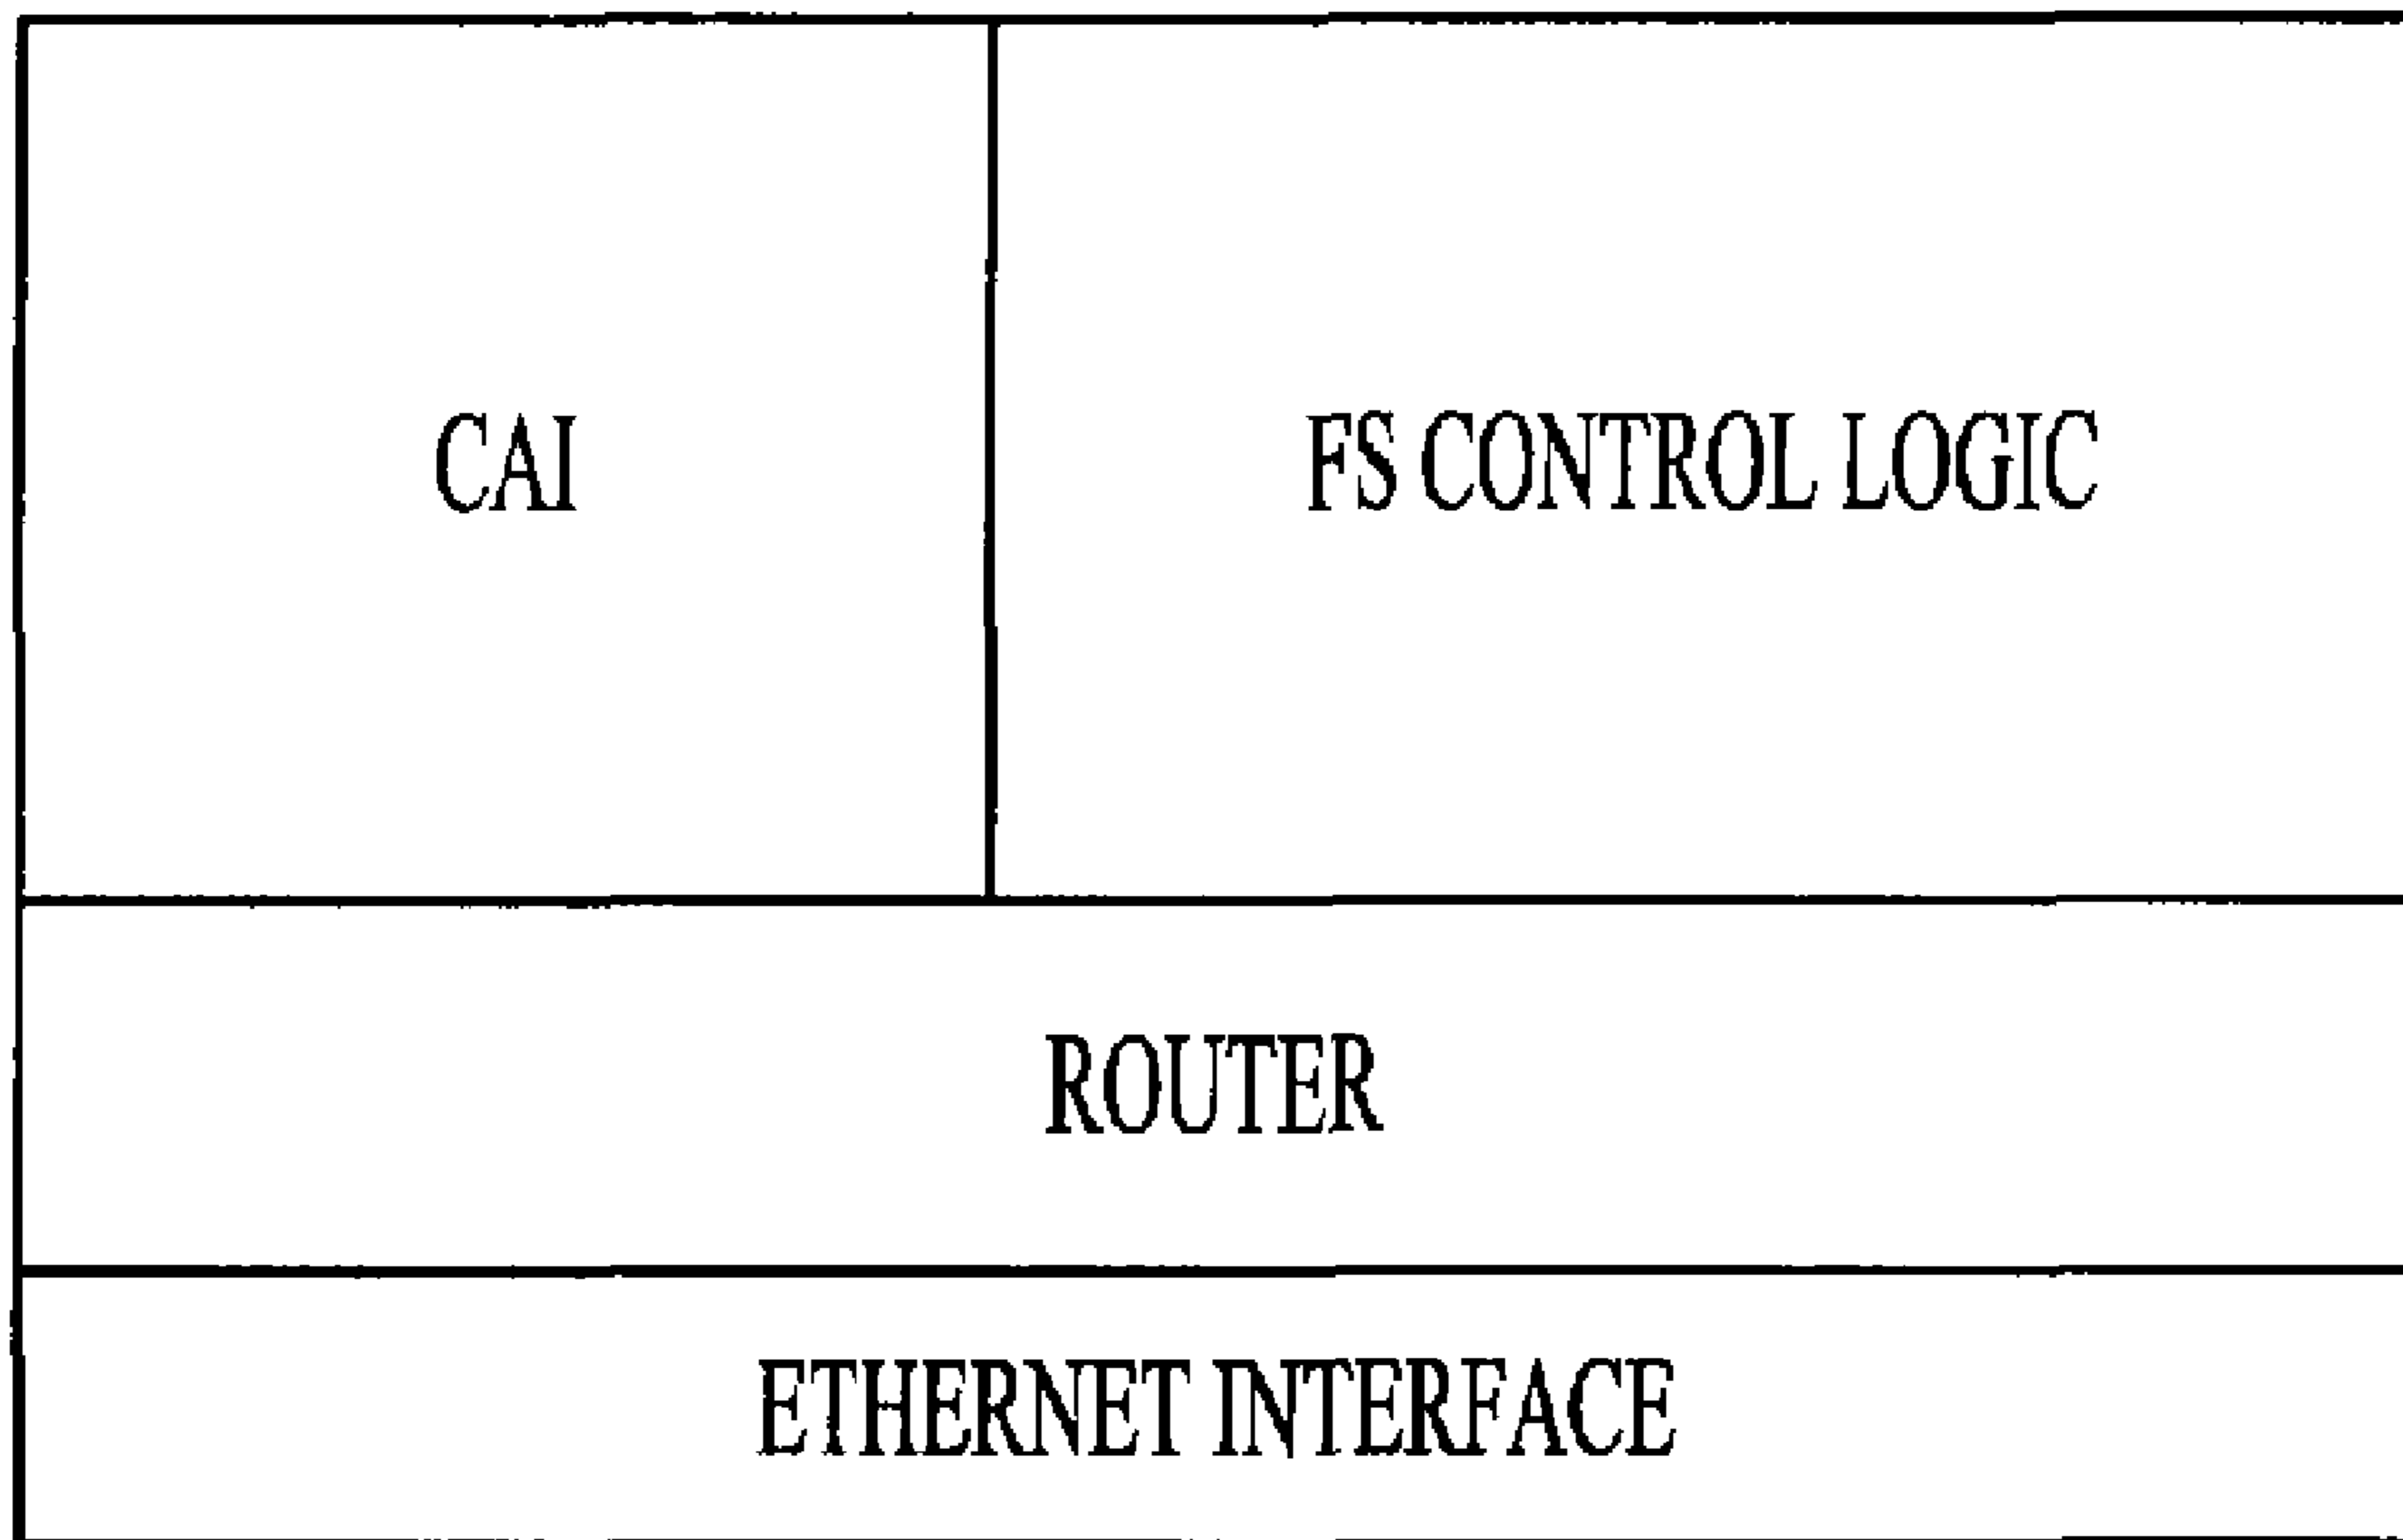 CAI
FS CONTROL LOGIC
ROUTER
ETHERNET INTERFACE